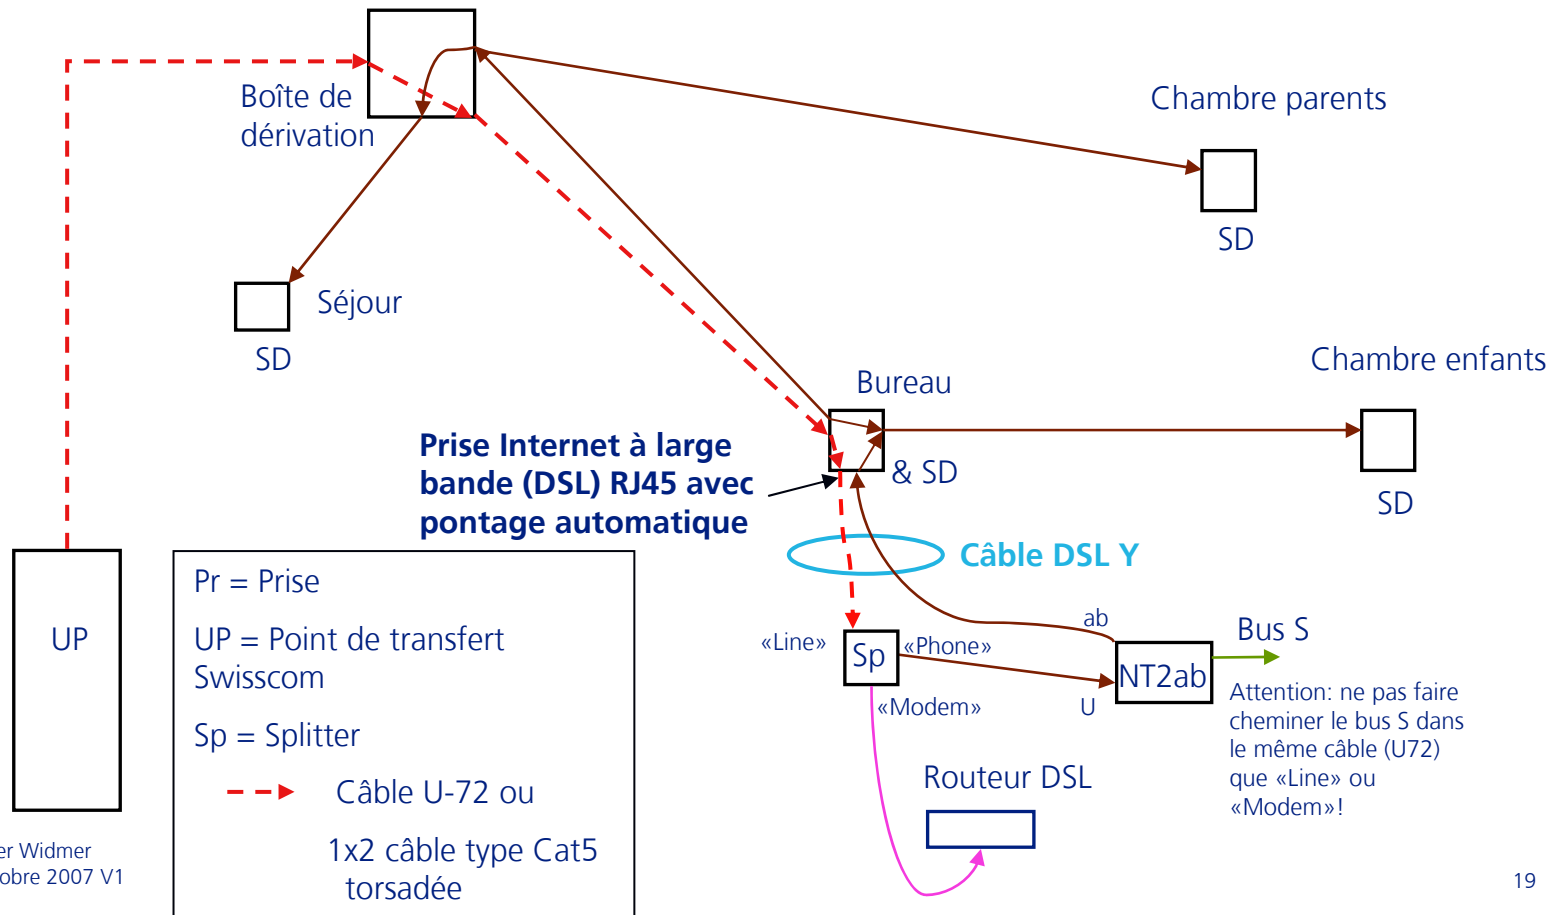 Boîte de
dérivation
Chambre parents
SD
Séjour
SD
Chambre enfants
Bureau
Prise Internet à large
bande (DSL) RJ45 avec
pontage automatique
& SD
SD
Câble DSL Y
Pr = Prise
UP = Point de transfert
Swisscom
Sp = Splitter
Câble U-72 ou
1x2 câble type Cat5
torsadée
UP
«Line»
Sp
«Phone»
ab
NT2ab
Bus S
«Modem»
U
Attention: ne pas faire
cheminer le bus S dans
le même câble (U72)
que «Line» ou
«Modem»!
Routeur DSL
Widmer
2007 V1
19